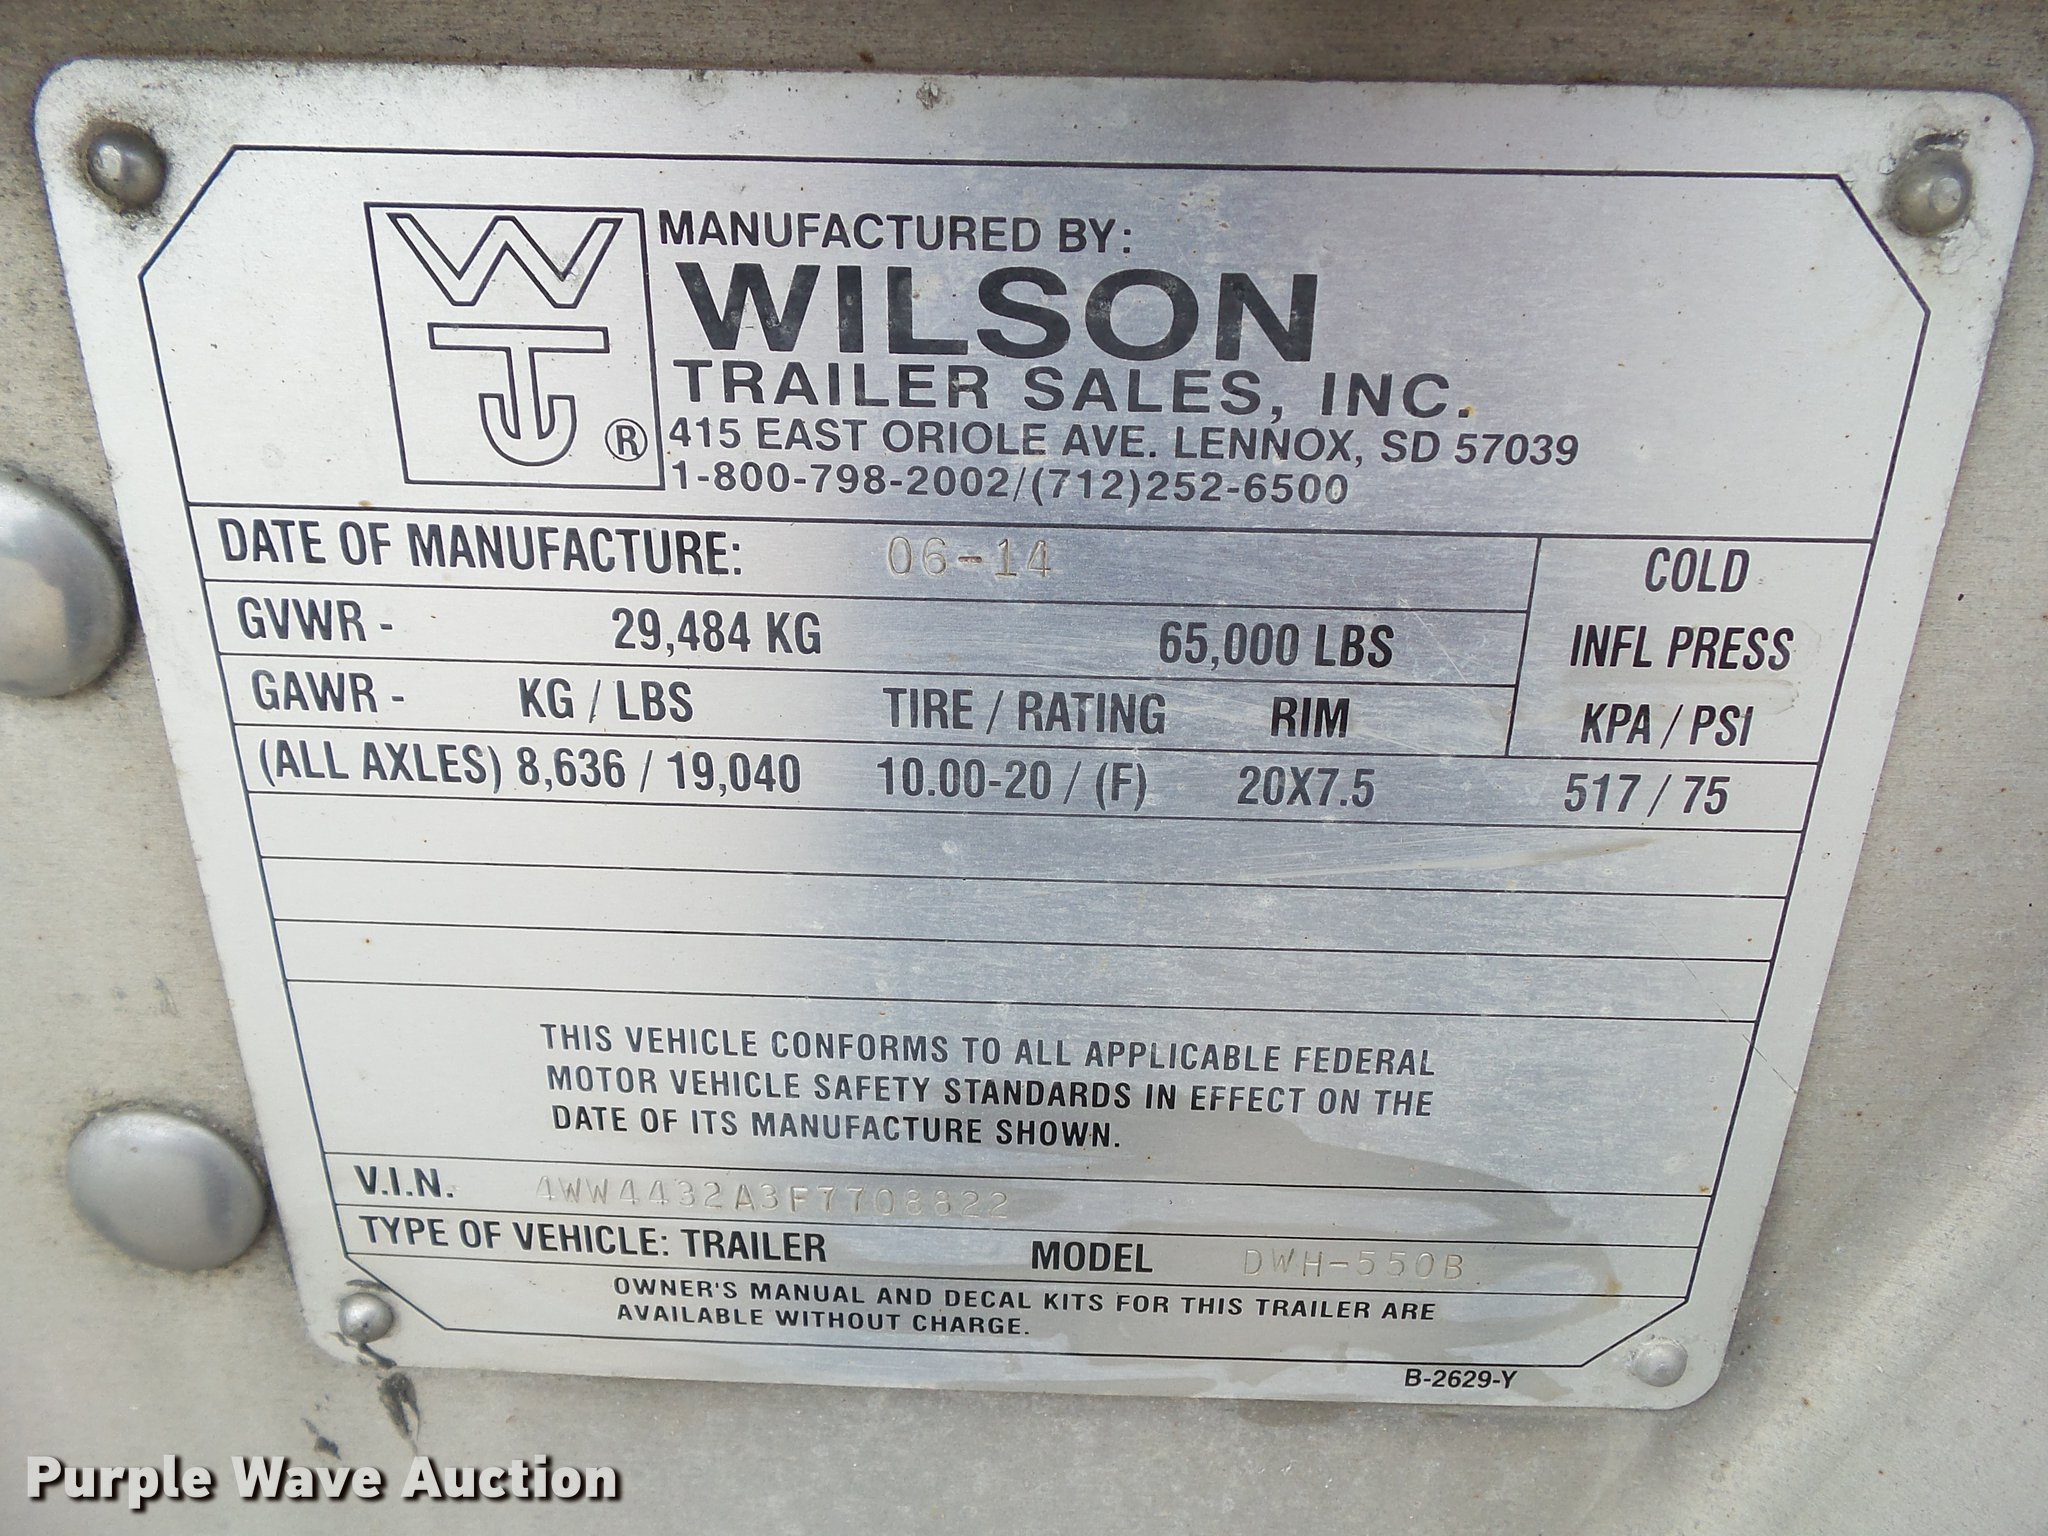 WT
®
MANUFACTURED BY:
WILSON
TRAILER SALES, INC.
415 EAST ORIOLE AVE. LENNOX, SD 57039
1-800-798-2002/(712)252-6500
DATE OF MANUFACTURE: 06-14
GVWR - 29,484 KG 65,000 LBS
GAWR - KG / LBS TIRE / RATING RIM
COLD
INFL PRESS
KPA / PSI
(ALL AXLES) 8,636 / 19,040 10.00-20 / (F) 20X7.5 517 / 75
THIS VEHICLE CONFORMS TO ALL APPLICABLE FEDERAL
MOTOR VEHICLE SAFETY STANDARDS IN EFFECT ON THE
DATE OF ITS MANUFACTURE SHOWN.
V.I.N. 4WW4432A3F7708822
TYPE OF VEHICLE: TRAILER MODEL DWH-550B
OWNER'S MANUAL AND DECAL KITS FOR THIS TRAILER ARE
AVAILABLE WITHOUT CHARGE.
B-2629-Y
Purple Wave Auction